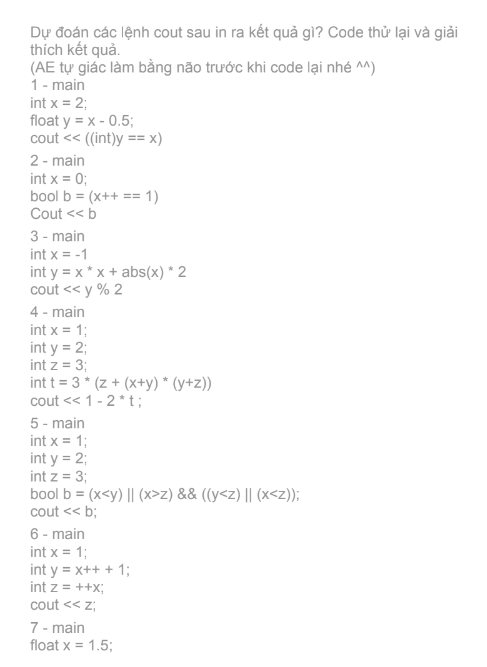 Dự đoán các lệnh cout sau in ra kết quả gì? Code thử lại và giải
thích kết quả.
(AE tự giác làm bằng não trước khi code lại nhé ^^)
1 - main
int x = 2;
float y = x - 0.5;
cout << ((int)y == x)
2 - main
int x = 0;
bool b = (x++ == 1)
Cout << b
3 - main
int x = -1
int y = x * x + abs(x) * 2
cout << y % 2
4 - main
int x = 1;
int y = 2;
int z = 3;
int t = 3 * (z + (x+y) * (y+z))
cout << 1 - 2 * t ;
5 - main
int x = 1;
int y = 2;
int z = 3;
bool b = (x<y) || (x>z) && ((y<z) || (x<z));
cout << b;
6 - main
int x = 1;
int y = x++ + 1;
int z = ++x;
cout << z;
7 - main
float x = 1.5;